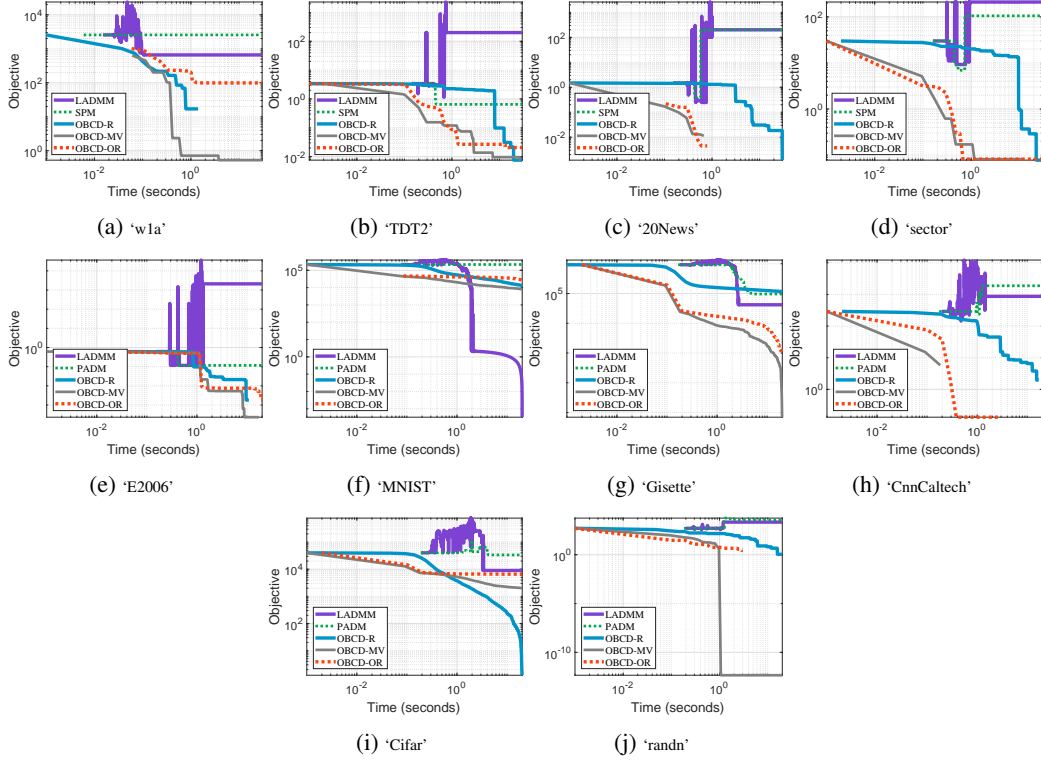 10^4
10^2
10^0
Objective
LADMM
SPM
OBCD-R
OBCD-MV
OBCD-OR
10^-2
10^0
Time (seconds)
(a) ‘w1a’
10^2
10^0
10^-2
Objective
LADMM
SPM
OBCD-R
OBCD-MV
OBCD-OR
10^-2
10^0
Time (seconds)
(b) ‘TDT2’
10^2
10^0
10^-2
Objective
LADMM
SPM
OBCD-R
OBCD-MV
OBCD-OR
10^-2
10^0
Time (seconds)
(c) ‘20News’
10^2
10^0
Objective
LADMM
SPM
OBCD-R
OBCD-MV
OBCD-OR
10^-2
10^0
Time (seconds)
(d) ‘sector’
10^0
Objective
LADMM
PADM
OBCD-R
OBCD-MV
OBCD-OR
10^-2
10^0
Time (seconds)
(e) ‘E2006’
10^5
10^0
Objective
LADMM
PADM
OBCD-R
OBCD-MV
OBCD-OR
10^-2
10^0
Time (seconds)
(f) ‘MNIST’
10^5
Objective
LADMM
PADM
OBCD-R
OBCD-MV
OBCD-OR
10^-2
10^0
Time (seconds)
(g) ‘Gisette’
10^0
Objective
LADMM
PADM
OBCD-R
OBCD-MV
OBCD-OR
10^-2
10^0
Time (seconds)
(h) ‘CnnCaltech’
10^4
10^2
Objective
LADMM
PADM
OBCD-R
OBCD-MV
OBCD-OR
10^-2
10^0
Time (seconds)
(i) ‘Cifar’
10^0
10^-10
Objective
LADMM
PADM
OBCD-R
OBCD-MV
OBCD-OR
10^-2
10^0
Time (seconds)
(j) ‘randn’